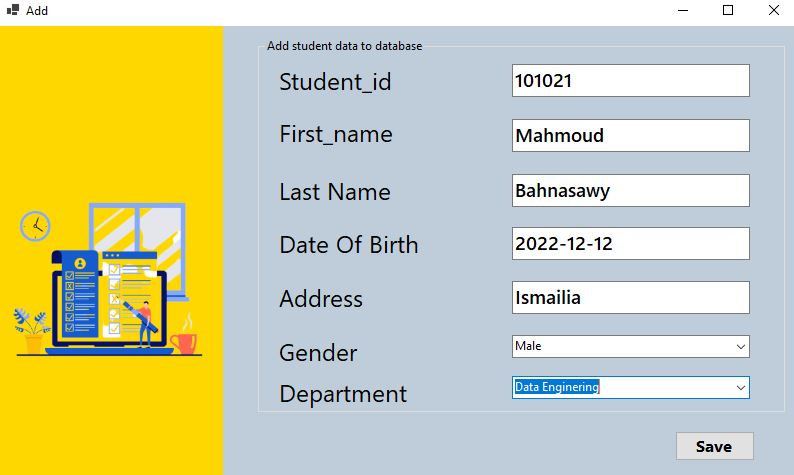 Add
Add student data to database
Student_id 101021
First_name Mahmoud
Last Name Bahnasawy
Date Of Birth 2022-12-12
Address Ismailia
Gender Male
Department Data Enginering
Save